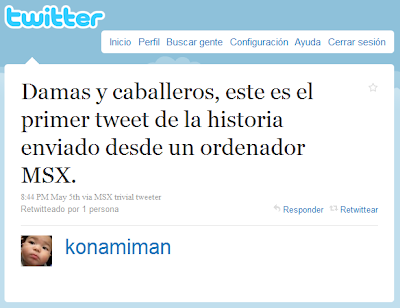 twitter
Inicio Perfil Buscar gente Configuración Ayuda Cerrar sesión
Damas y caballeros, este es el
primer tweet de la historia
enviado desde un ordenador
MSX.
8:44 PM May 5th via MSX trivial tweeter
Retwitteado por 1 persona Responder Retwittear
konamiman